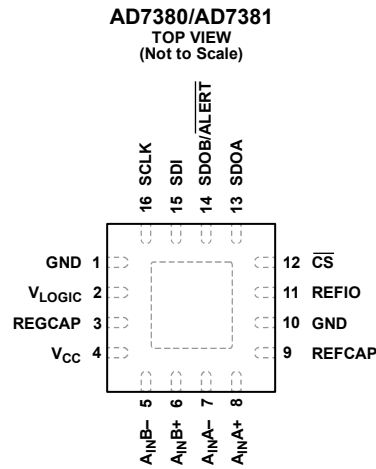 AD7380/AD7381
TOP VIEW
(Not to Scale)
16 SCLK
15 SDI
14 SDOB/ALERT
13 SDOA
GND 1
VLOGIC 2
REGCAP 3
VCC 4
12 CS
11 REFIO
10 GND
9 REFCAP
5 AINB–
6 AINB+
7 AINA–
8 AINA+